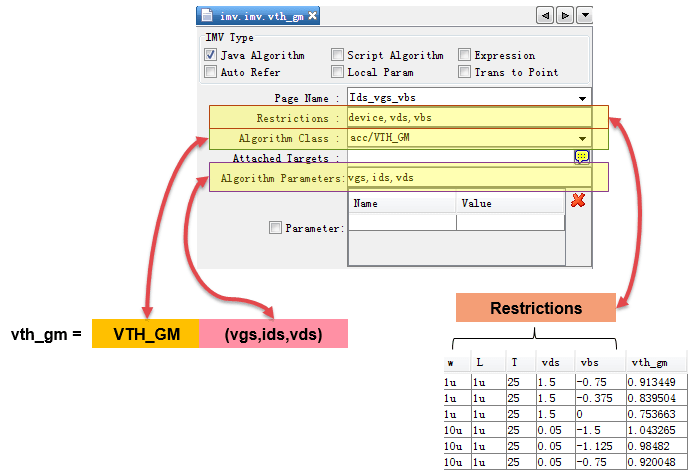 imv.imv.vth_gm
IMV Type
Java Algorithm Script Algorithm Expression
Auto Refer Local Param Trans to Point
Page Name : Ids_vgs_vbs
Restrictions : device,vds,vbs
Algorithm Class : acc/VTH_GM
Attached Targets :
Algorithm Parameters: vgs,ids,vds
Name Value
Parameter:
vth_gm = VTH_GM (vgs,ids,vds)
Restrictions
w L T vds vbs vth_gm
1u 1u 25 1.5 -0.75 0.913449
1u 1u 25 1.5 -0.375 0.839504
1u 1u 25 1.5 0 0.753663
10u 1u 25 0.05 -1.5 1.043265
10u 1u 25 0.05 -1.125 0.98482
10u 1u 25 0.05 -0.75 0.920048